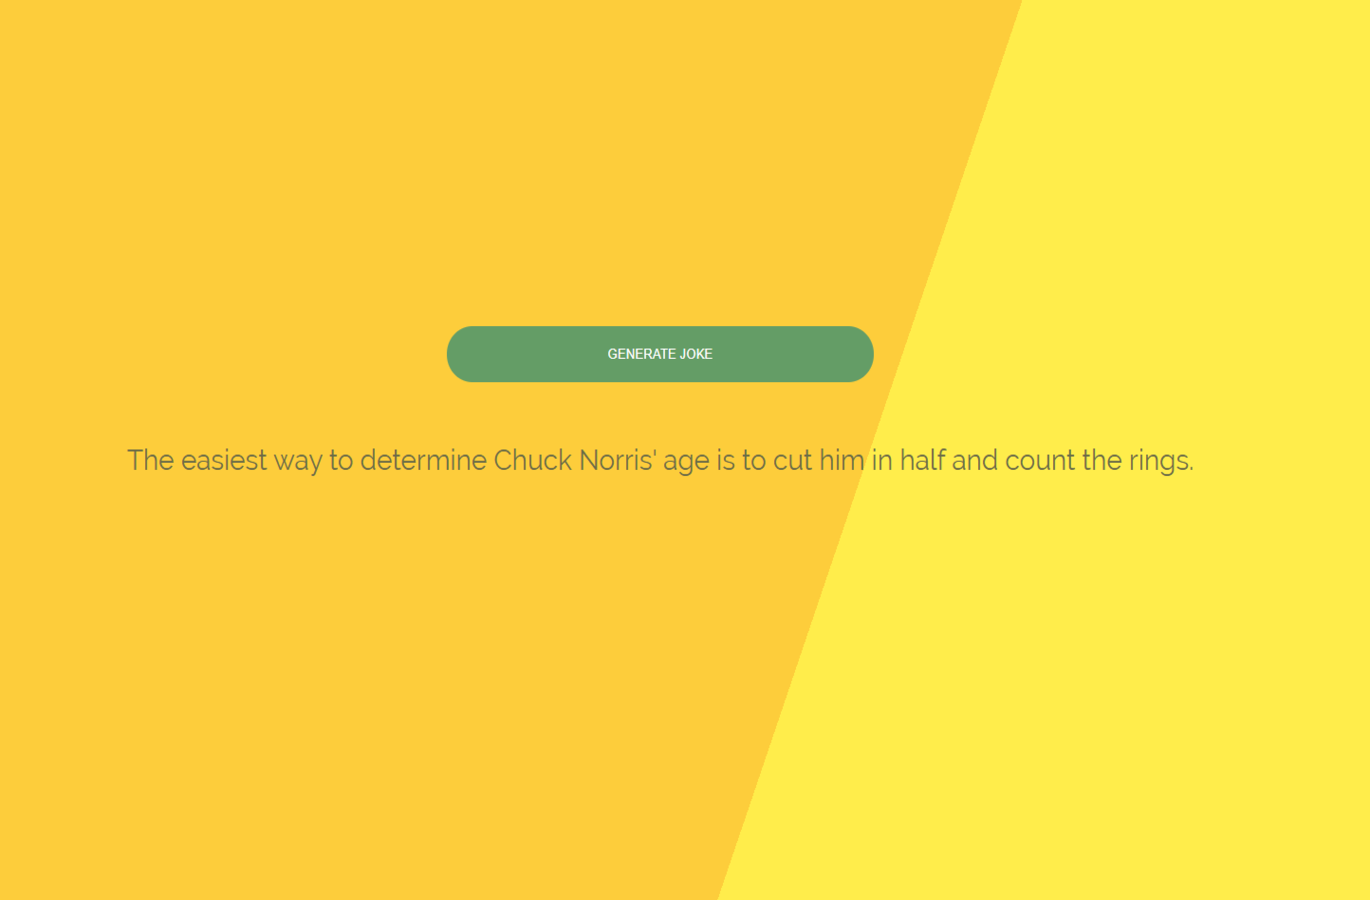 GENERATE JOKE
The easiest way to determine Chuck Norris' age is to cut him in half and count the rings.